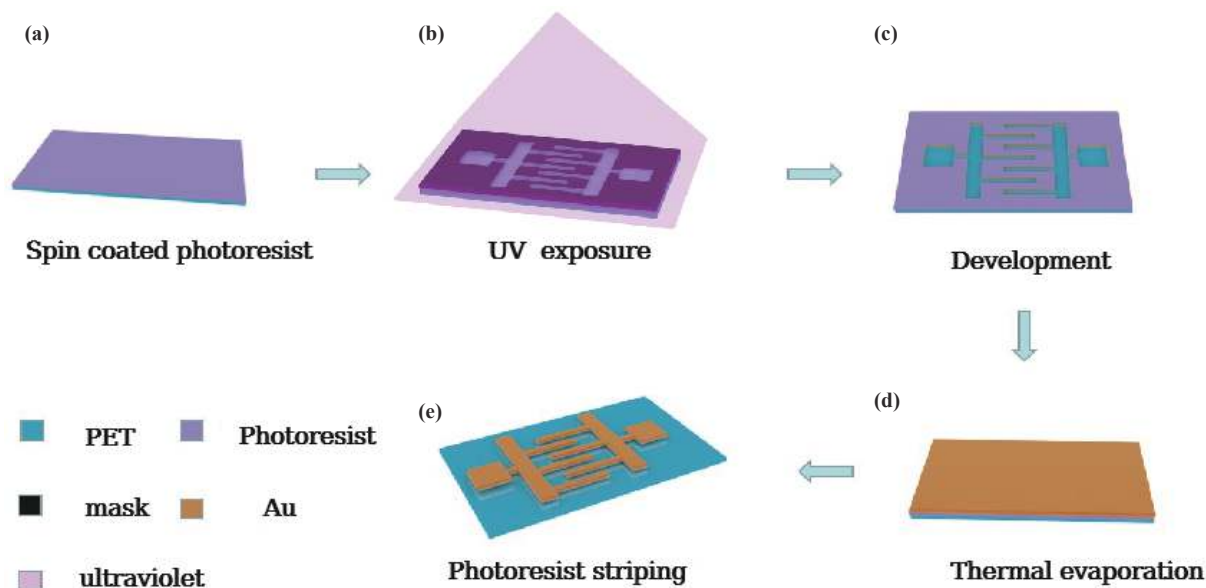 (a)
(b)
(c)
Spin coated photoresist
UV exposure
Development
(e)
(d)
PET
Photoresist
mask
Au
ultraviolet
Photoresist striping
Thermal evaporation